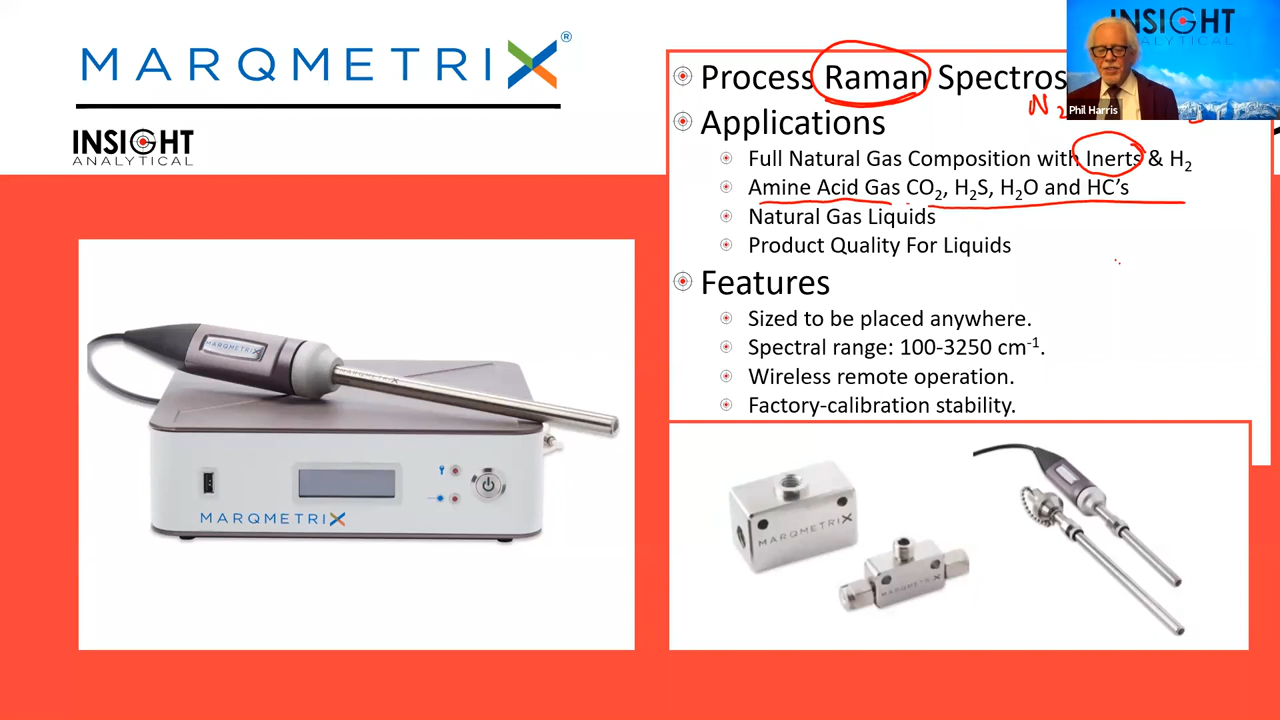 MARQMETRIX®
INSIGHT
ANALYTICAL
INSIGHT
ANALYTICAL
Phil Harris
Process Raman Spectros
N2
Applications
Full Natural Gas Composition with Inerts & H2
Amine Acid Gas CO2, H2S, H2O and HC's
Natural Gas Liquids
Product Quality For Liquids
Features
Sized to be placed anywhere.
Spectral range: 100-3250 cm-1.
Wireless remote operation.
Factory-calibration stability.
MARQMETRIX
MARQMETRIX
MARQMETRIX
MARQMETRIX
MARQMETRIX